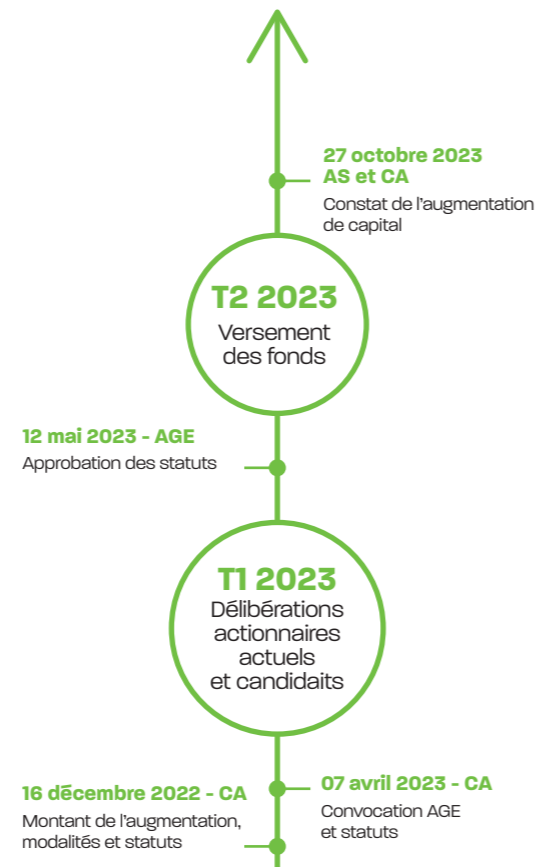 27 octobre 2023
AS et CA
Constat de l'augmentation
de capital
T2 2023
Versement
des fonds
12 mai 2023 - AGE
Approbation des statuts
T1 2023
Délibérations
actionnaires
actuels
et candidaits
16 décembre 2022 - CA
Montant de l'augmentation,
modalités et statuts
07 avril 2023 - CA
Convocation AGE
et statuts